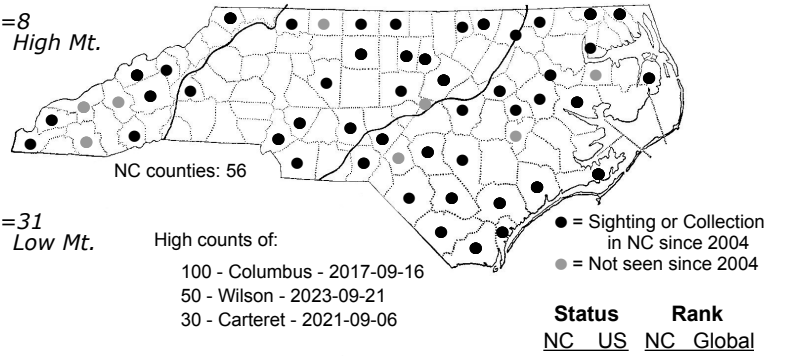 =8
High Mt.
NC counties: 56
=31
Low Mt.
High counts of:
100 - Columbus - 2017-09-16
50 - Wilson - 2023-09-21
30 - Carteret - 2021-09-06
= Sighting or Collection
in NC since 2004
= Not seen since 2004
Status Rank
NC US NC Global